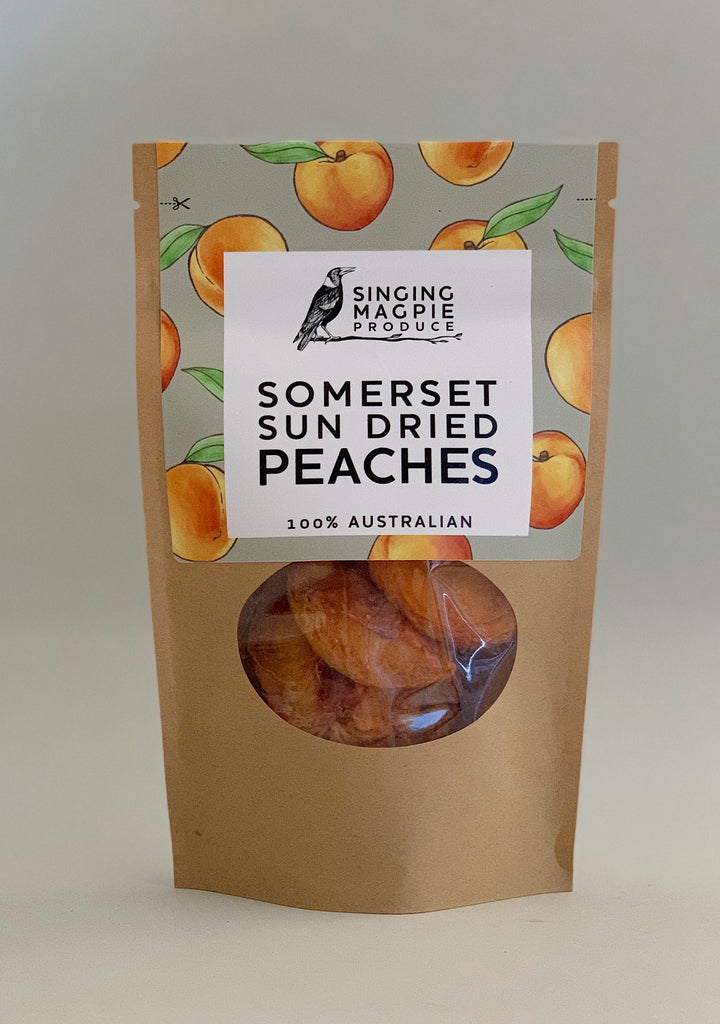 SINGING
MAGPIE
PRODUCE
SOMERSET
SUN DRIED
PEACHES
100% AUSTRALIAN